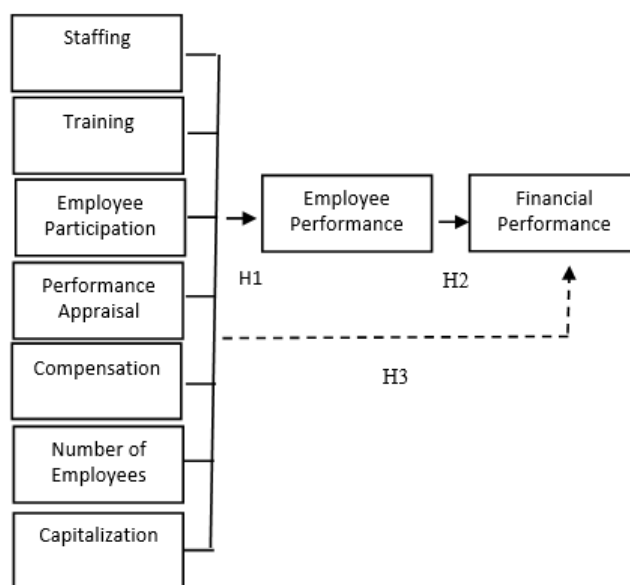 Staffing
Training
Employee
Participation
Performance
Appraisal
Compensation
Number of
Employees
Capitalization
H1
Employee
Performance
H2
Financial
Performance
H3